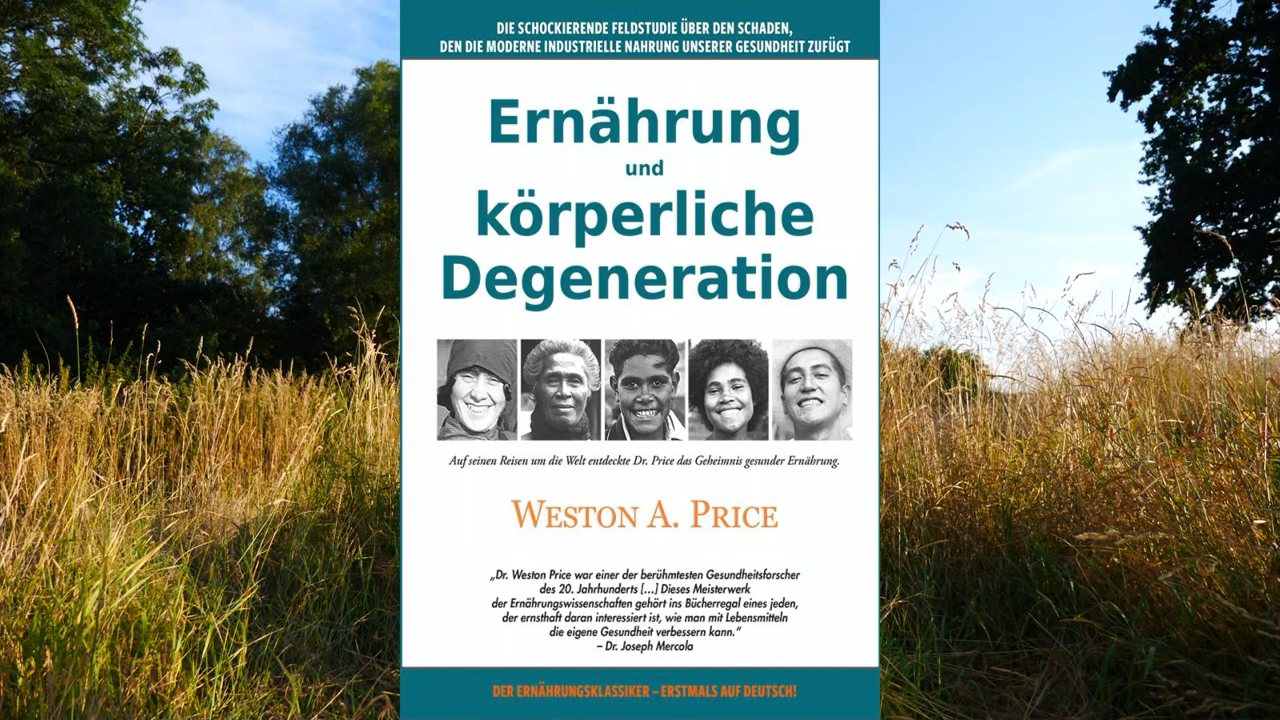 DIE SCHOCKIERENDE FELDSTUDIE ÜBER DEN SCHADEN,
DEN DIE MODERNE INDUSTRIELLE NAHRUNG UNSERER GESUNDHEIT ZUFÜGT
Ernährung
und
körperliche
Degeneration
Auf seinen Reisen um die Welt entdeckte Dr. Price das Geheimnis gesunder Ernährung.
WESTON A. PRICE
„Dr. Weston Price war einer der berühmtesten Gesundheitsforscher
des 20. Jahrhunderts [...] Dieses Meisterwerk
der Ernährungswissenschaften gehört ins Bücherregal eines jeden,
der ernsthaft daran interessiert ist, wie man mit Lebensmitteln
die eigene Gesundheit verbessern kann.“
– Dr. Joseph Mercola
DER ERNÄHRUNGSKLASSIKER – ERSTMALS AUF DEUTSCH!